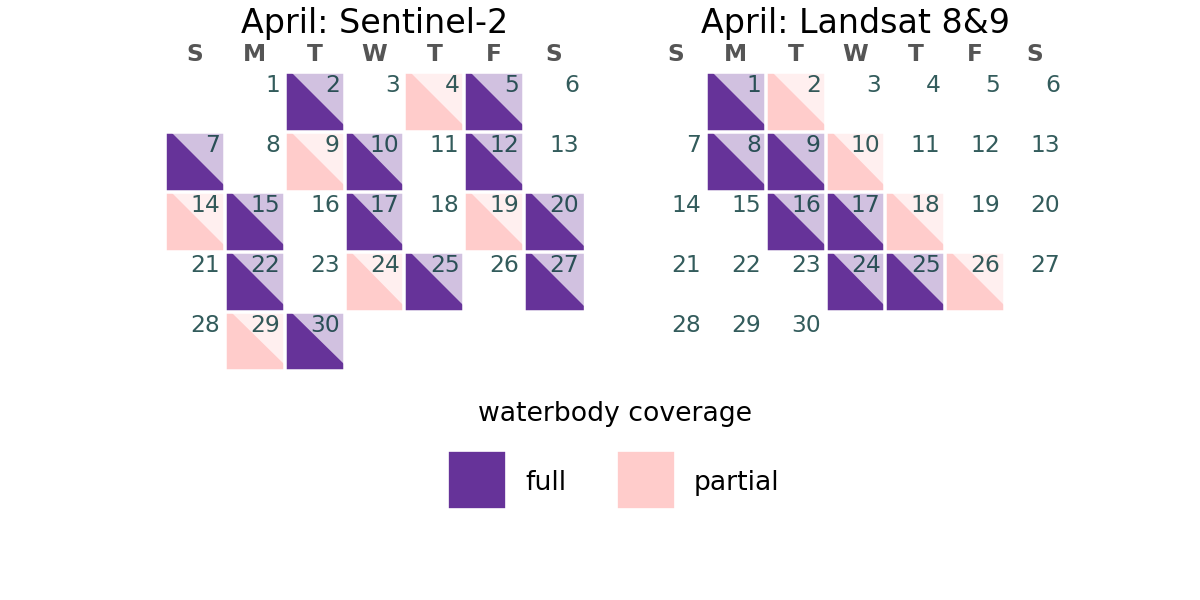 April: Sentinel-2
S M T W T F S
1 2 3 4 5 6
7 8 9 10 11 12 13
14 15 16 17 18 19 20
21 22 23 24 25 26 27
28 29 30
April: Landsat 8&9
S M T W T F S
1 2 3 4 5 6
7 8 9 10 11 12 13
14 15 16 17 18 19 20
21 22 23 24 25 26 27
28 29 30
waterbody coverage
full partial